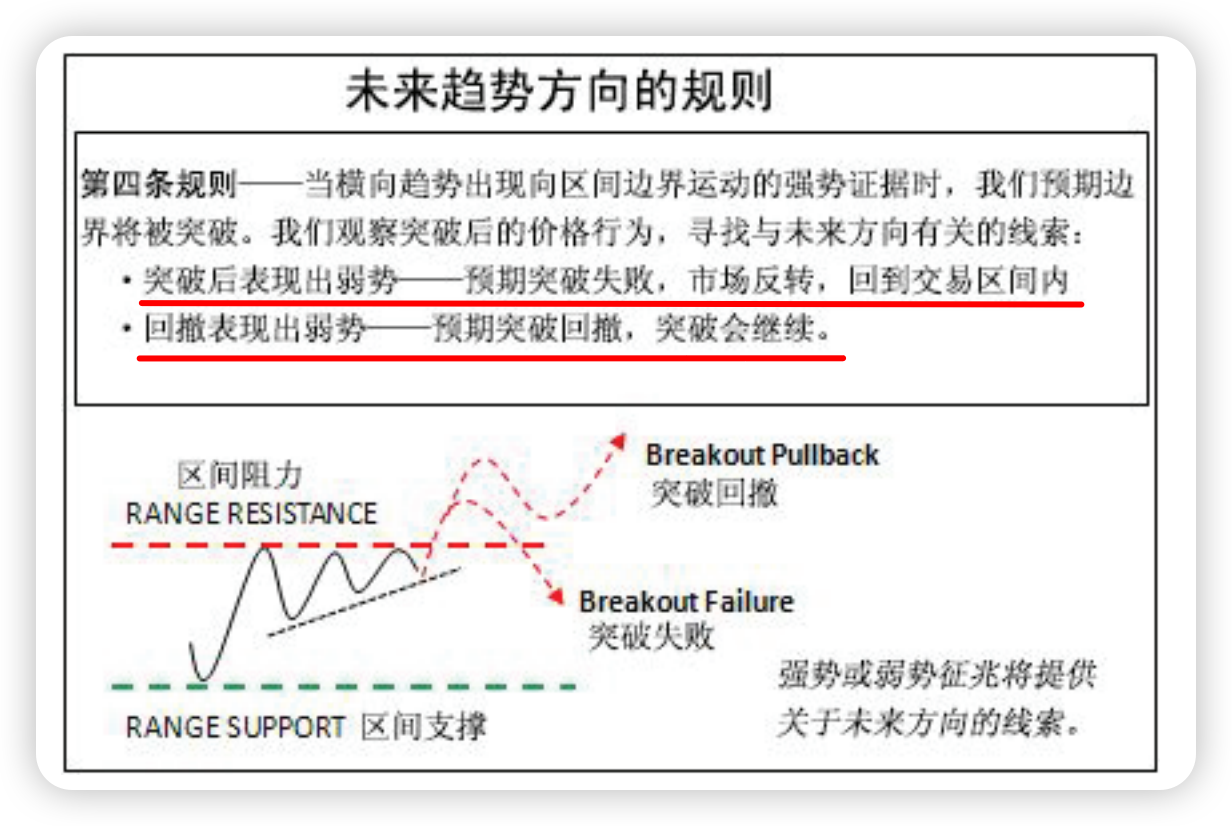 未来趋势方向的规则
第四条规则——当横向趋势出现向区间边界运动的强势证据时，我们预期边
界将被突破。我们观察突破后的价格行为，寻找与未来方向有关的线索：
·突破后表现出弱势——预期突破失败，市场反转，回到交易区间内
·回撤表现出弱势——预期突破回撤，突破会继续。
Breakout Pullback
突破回撤
区间阻力
RANGE RESISTANCE
Breakout Failure
突破失败
强势或弱势征兆将提供
关于未来方向的线索。
RANGE SUPPORT 区间支撑